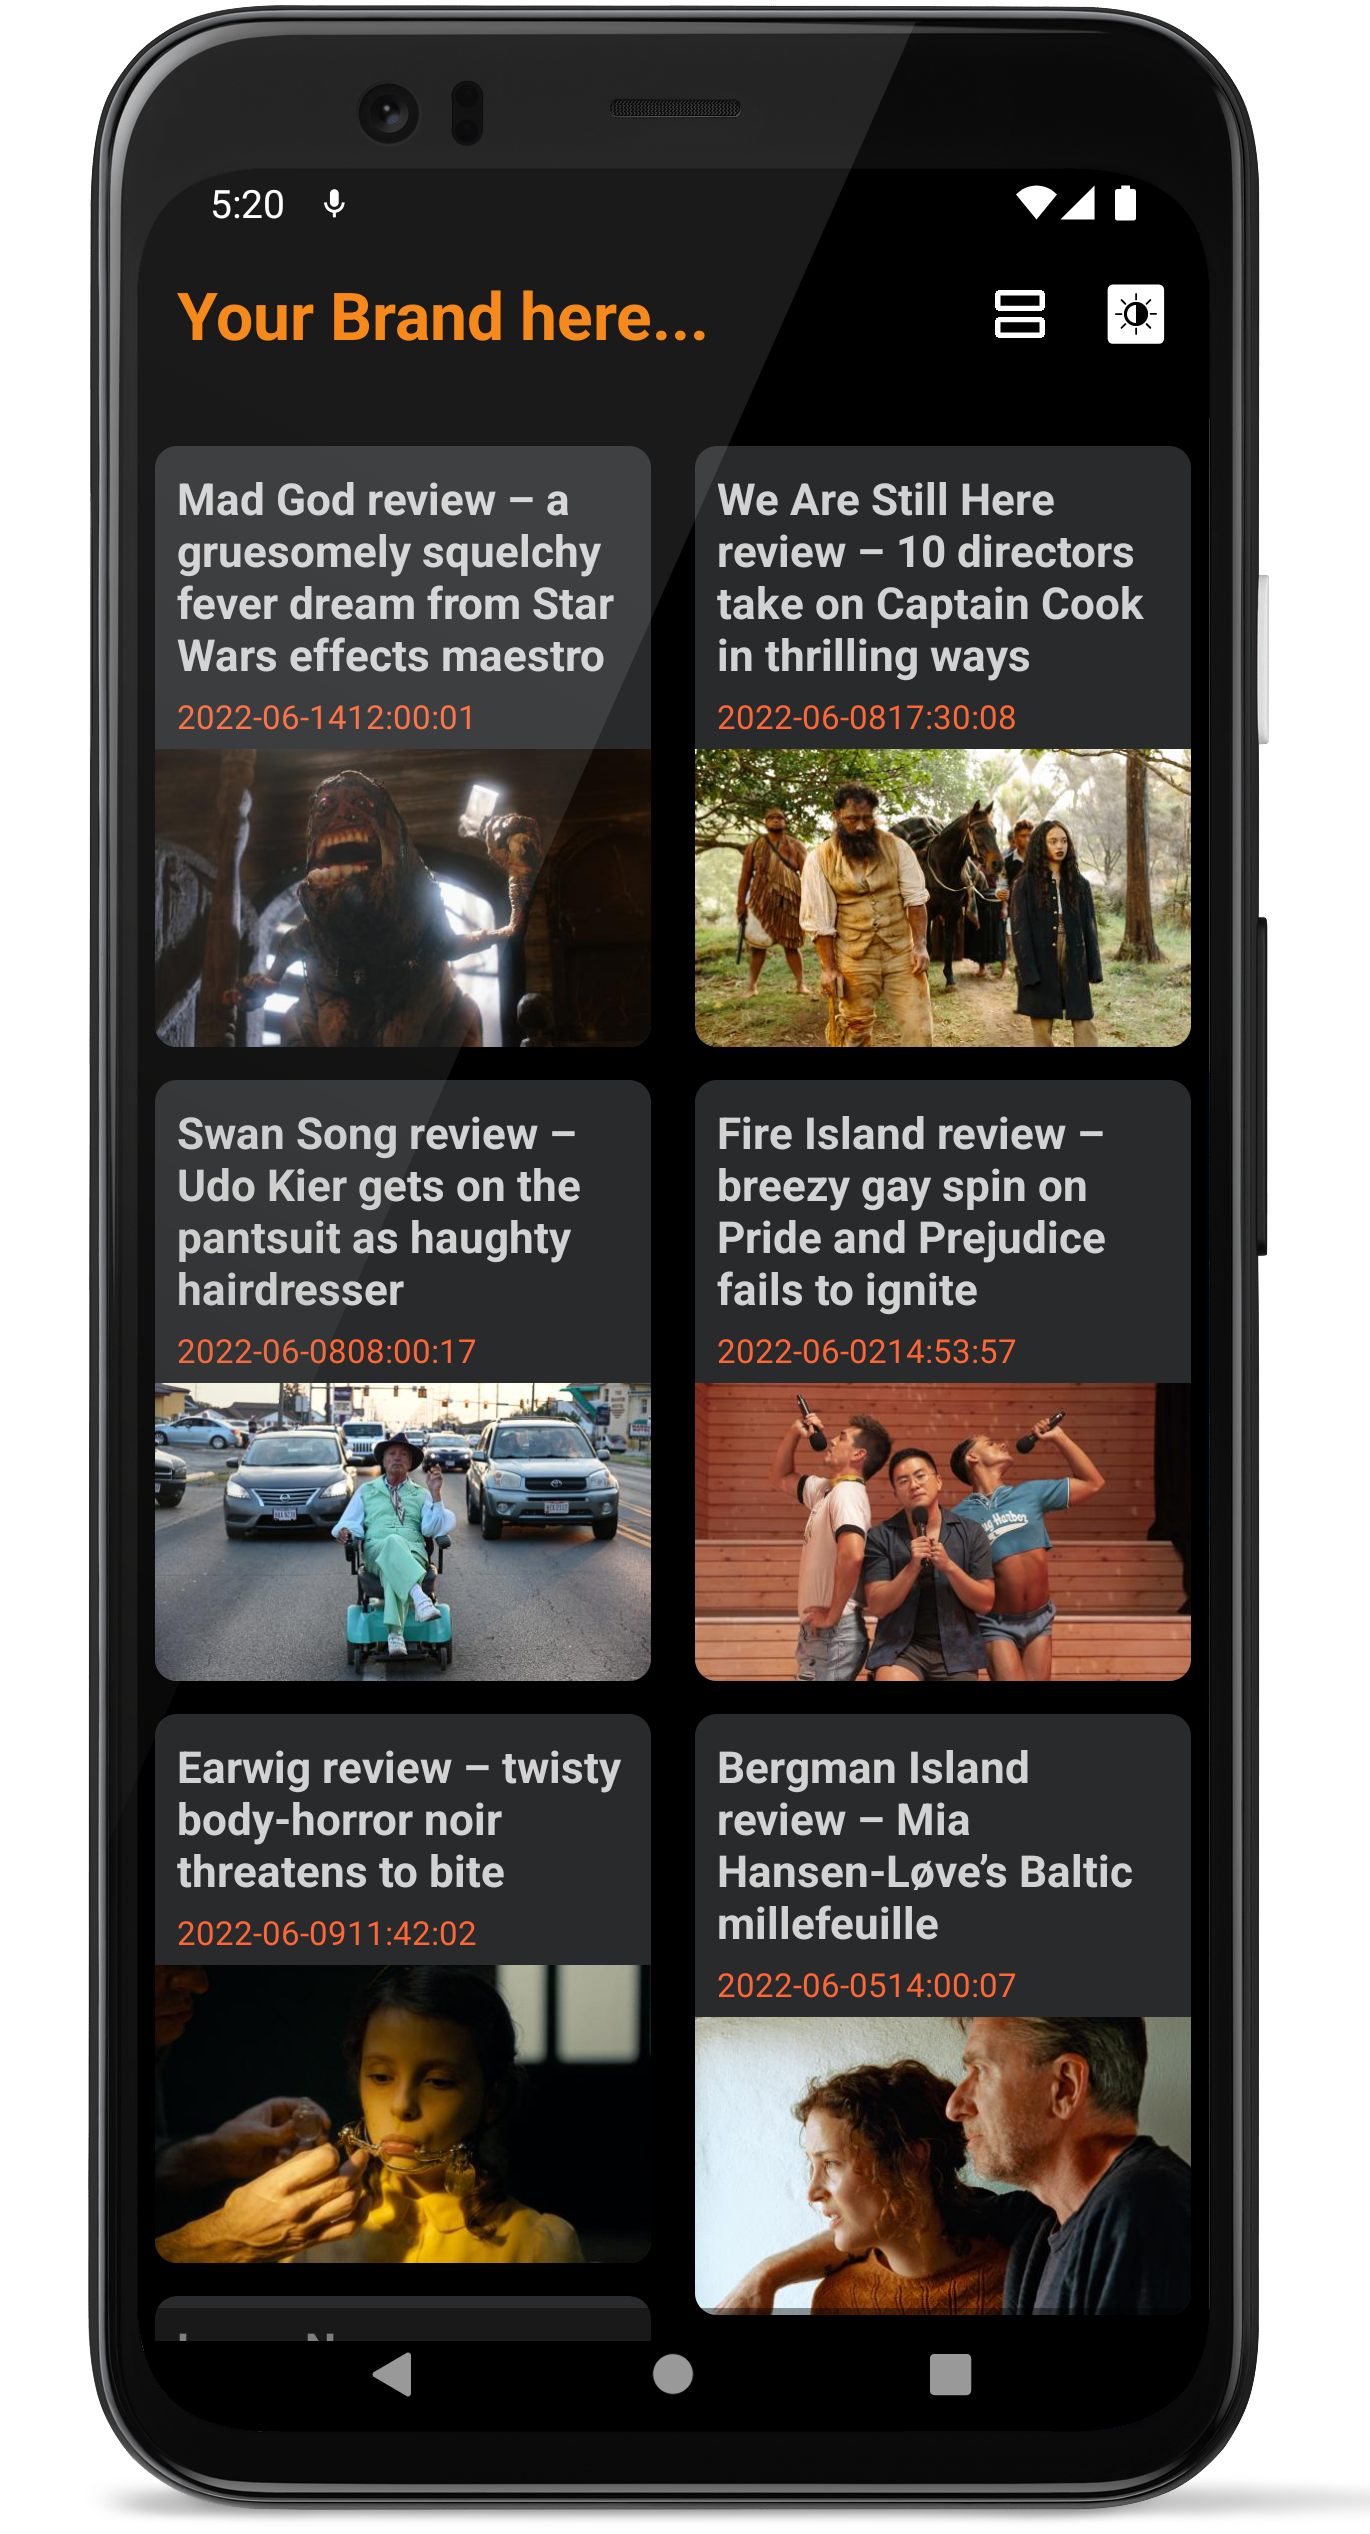 5:20
Your Brand here...
Mad God review – a
gruesomely squelchy
fever dream from Star
Wars effects maestro
2022-06-1412:00:01
We Are Still Here
review – 10 directors
take on Captain Cook
in thrilling ways
2022-06-0817:30:08
Swan Song review –
Udo Kier gets on the
pantsuit as haughty
hairdresser
2022-06-0808:00:17
Fire Island review –
breezy gay spin on
Pride and Prejudice
fails to ignite
2022-06-0214:53:57
Harbor
Earwig review – twisty
body-horror noir
threatens to bite
2022-06-0911:42:02
Bergman Island
review – Mia
Hansen-Løve’s Baltic
millefeuille
2022-06-0514:00:07